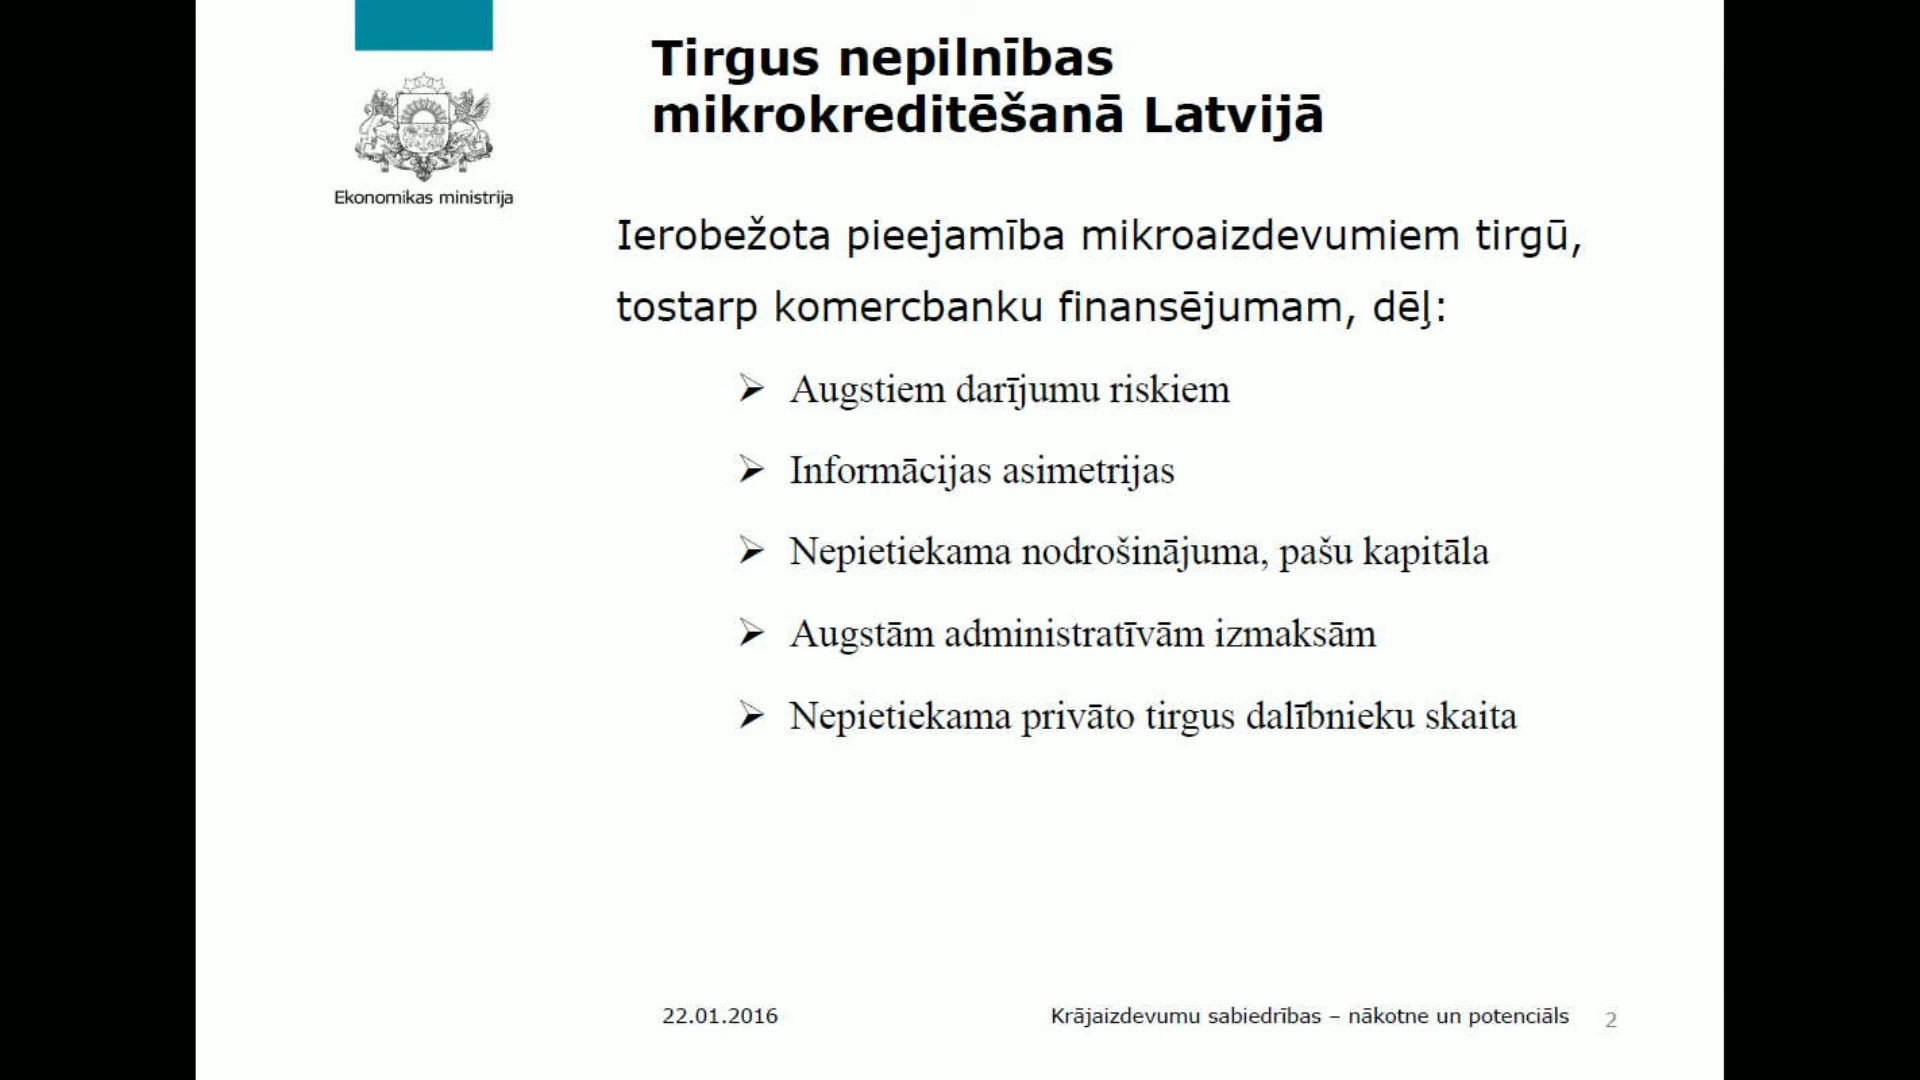 Tirgus nepilnības
mikrokreditēšanā Latvijā
Ekonomikas ministrija
Ierobežota pieejamība mikroaizdevumiem tirgū,
tostarp komercbanku finansējumam, dēļ:
➢ Augstiem darījumu riskiem
➢ Informācijas asimetrijas
➢ Nepietiekama nodrošinājuma, pašu kapitāla
➢ Augstām administratīvām izmaksām
➢ Nepietiekama privāto tirgus dalībnieku skaita
22.01.2016
Krājaizdevumu sabiedrības – nākotne un potenciāls
2